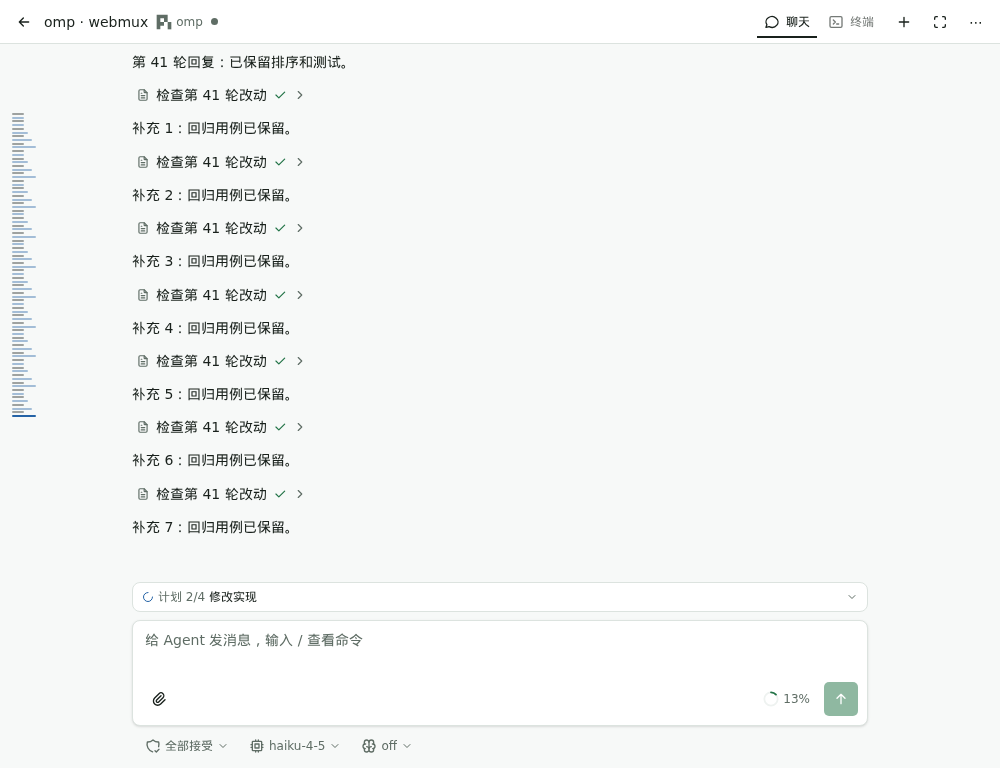 omp · webmux omp 聊天 终端
第 41 轮回复：已保留排序和测试。
检查第 41 轮改动
补充 1：回归用例已保留。
检查第 41 轮改动
补充 2：回归用例已保留。
检查第 41 轮改动
补充 3：回归用例已保留。
检查第 41 轮改动
补充 4：回归用例已保留。
检查第 41 轮改动
补充 5：回归用例已保留。
检查第 41 轮改动
补充 6：回归用例已保留。
检查第 41 轮改动
补充 7：回归用例已保留。
计划 2/4 修改实现
给 Agent 发消息，输入 / 查看命令
13%
全部接受 haiku-4-5 off